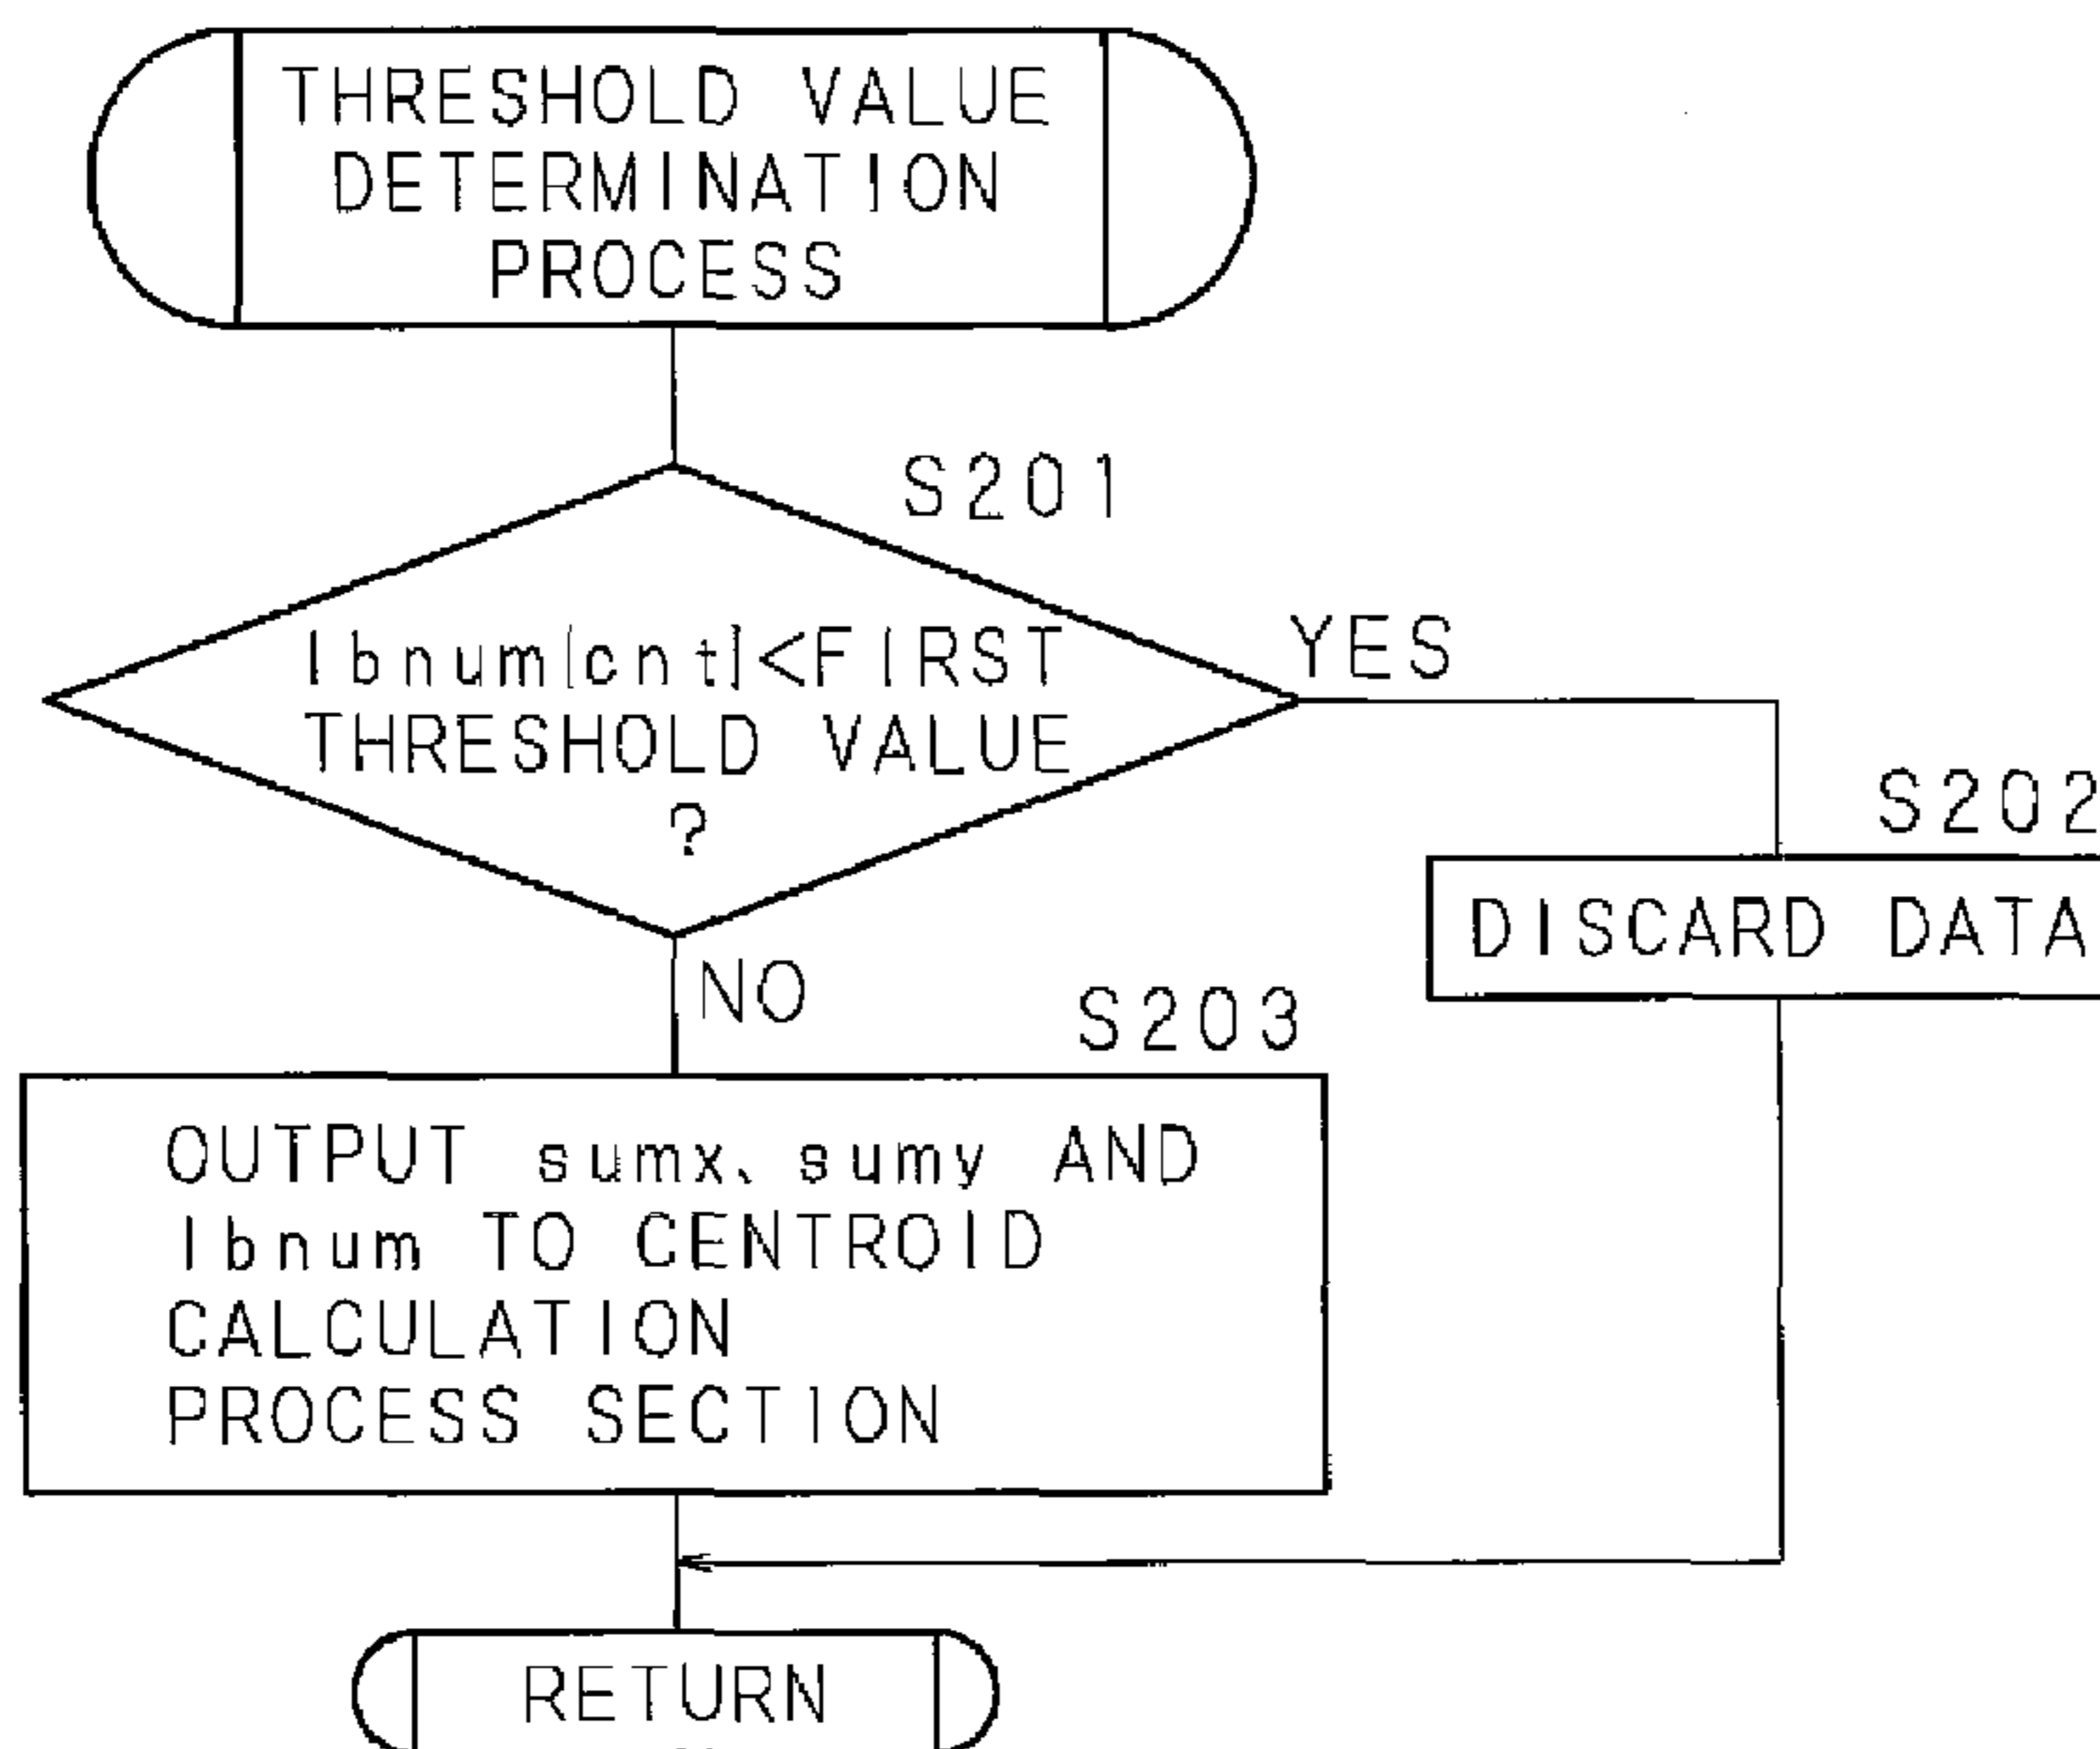 THRESHOLD VALUE
DETERMINATION
PROCESS
S201
lbnum[cnt]<FIRST
THRESHOLD VALUE
?
YES
S202
DISCARD DATA
NO
S203
OUTPUT sumx、sumy AND
lbnum TO CENTROID
CALCULATION
PROCESS SECTION
RETURN